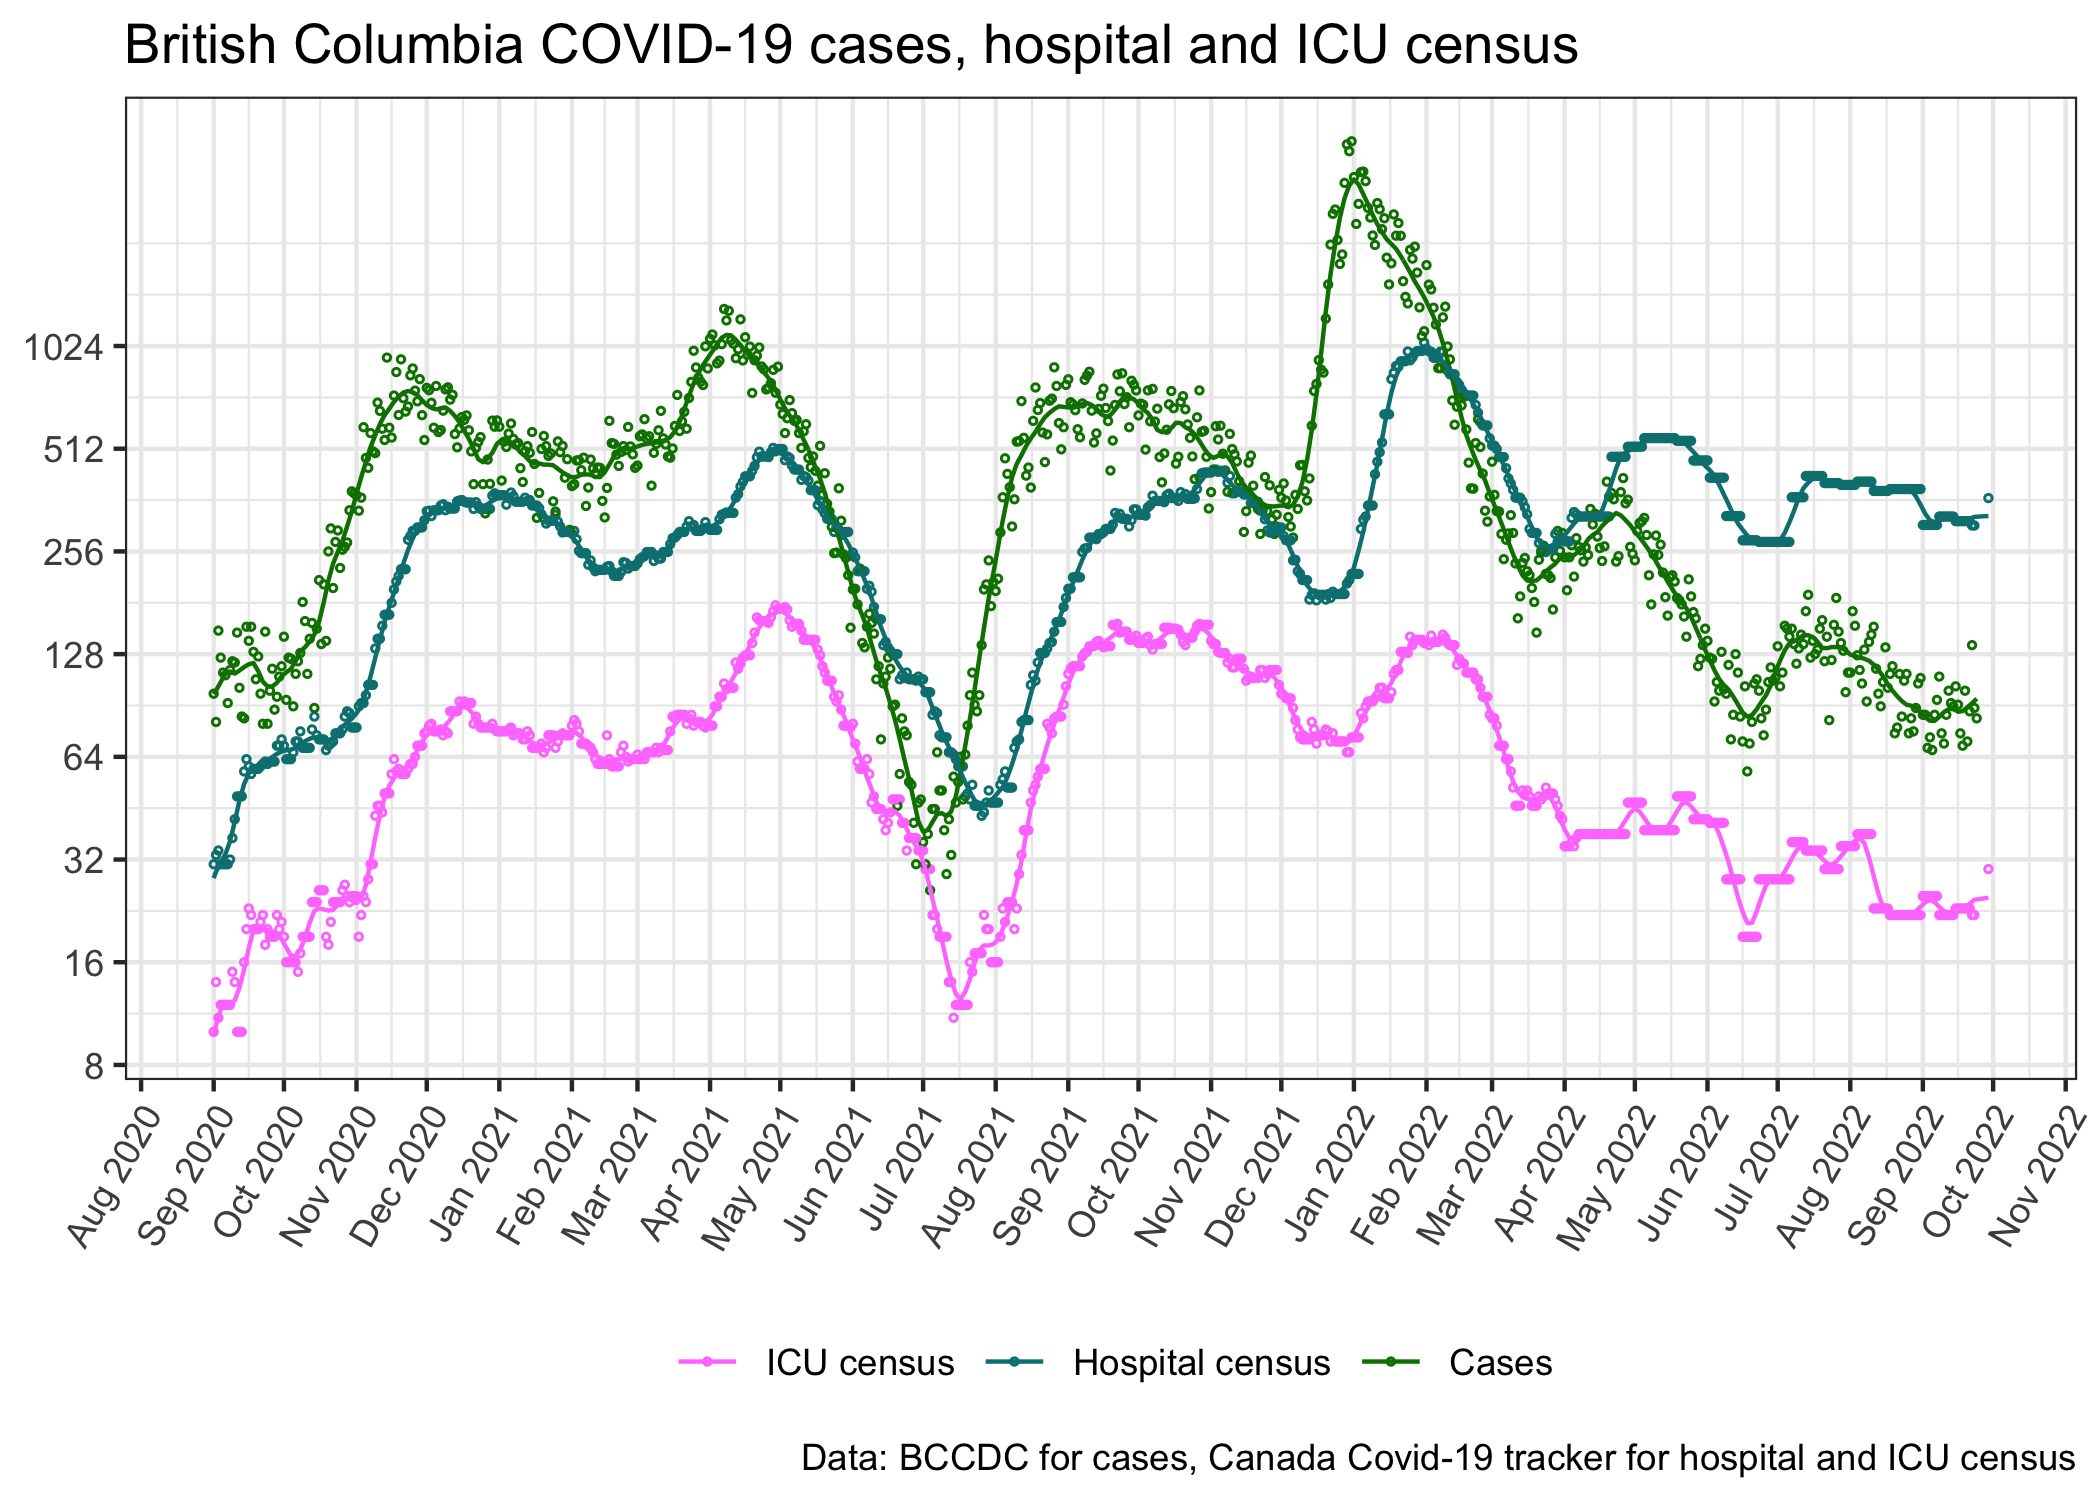 British Columbia COVID-19 cases, hospital and ICU census
1024
512
256
128
64
32
16
8
Aug 2020
Sep 2020
Oct 2020
Nov 2020
Dec 2020
Jan 2021
Feb 2021
Mar 2021
Apr 2021
May 2021
Jun 2021
Jul 2021
Aug 2021
Sep 2021
Oct 2021
Nov 2021
Dec 2021
Jan 2022
Feb 2022
Mar 2022
Apr 2022
May 2022
Jun 2022
Jul 2022
Aug 2022
Sep 2022
Oct 2022
Nov 2022
ICU census Hospital census Cases
Data: BCCDC for cases, Canada Covid-19 tracker for hospital and ICU census